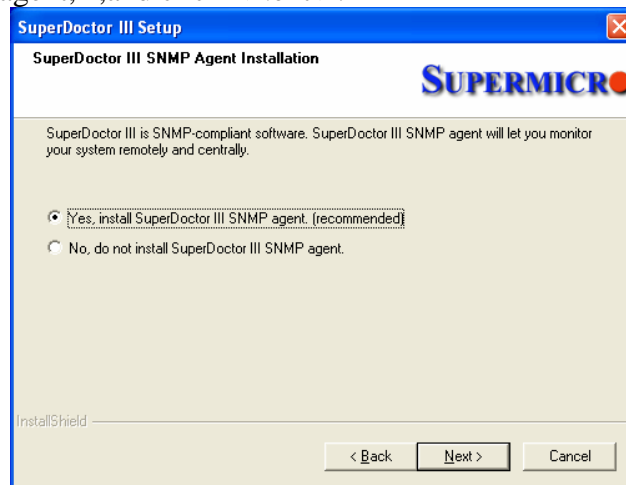 SuperDoctor III Setup
SuperDoctor III SNMP Agent Installation
SUPERMICR
SuperDoctor III is SNMP-compliant software. SuperDoctor III SNMP agent will let you monitor
your system remotely and centrally.
Yes, install SuperDoctor III SNMP agent. (recommended)
No, do not install SuperDoctor III SNMP agent.
InstallShield
< Back
Next >
Cancel